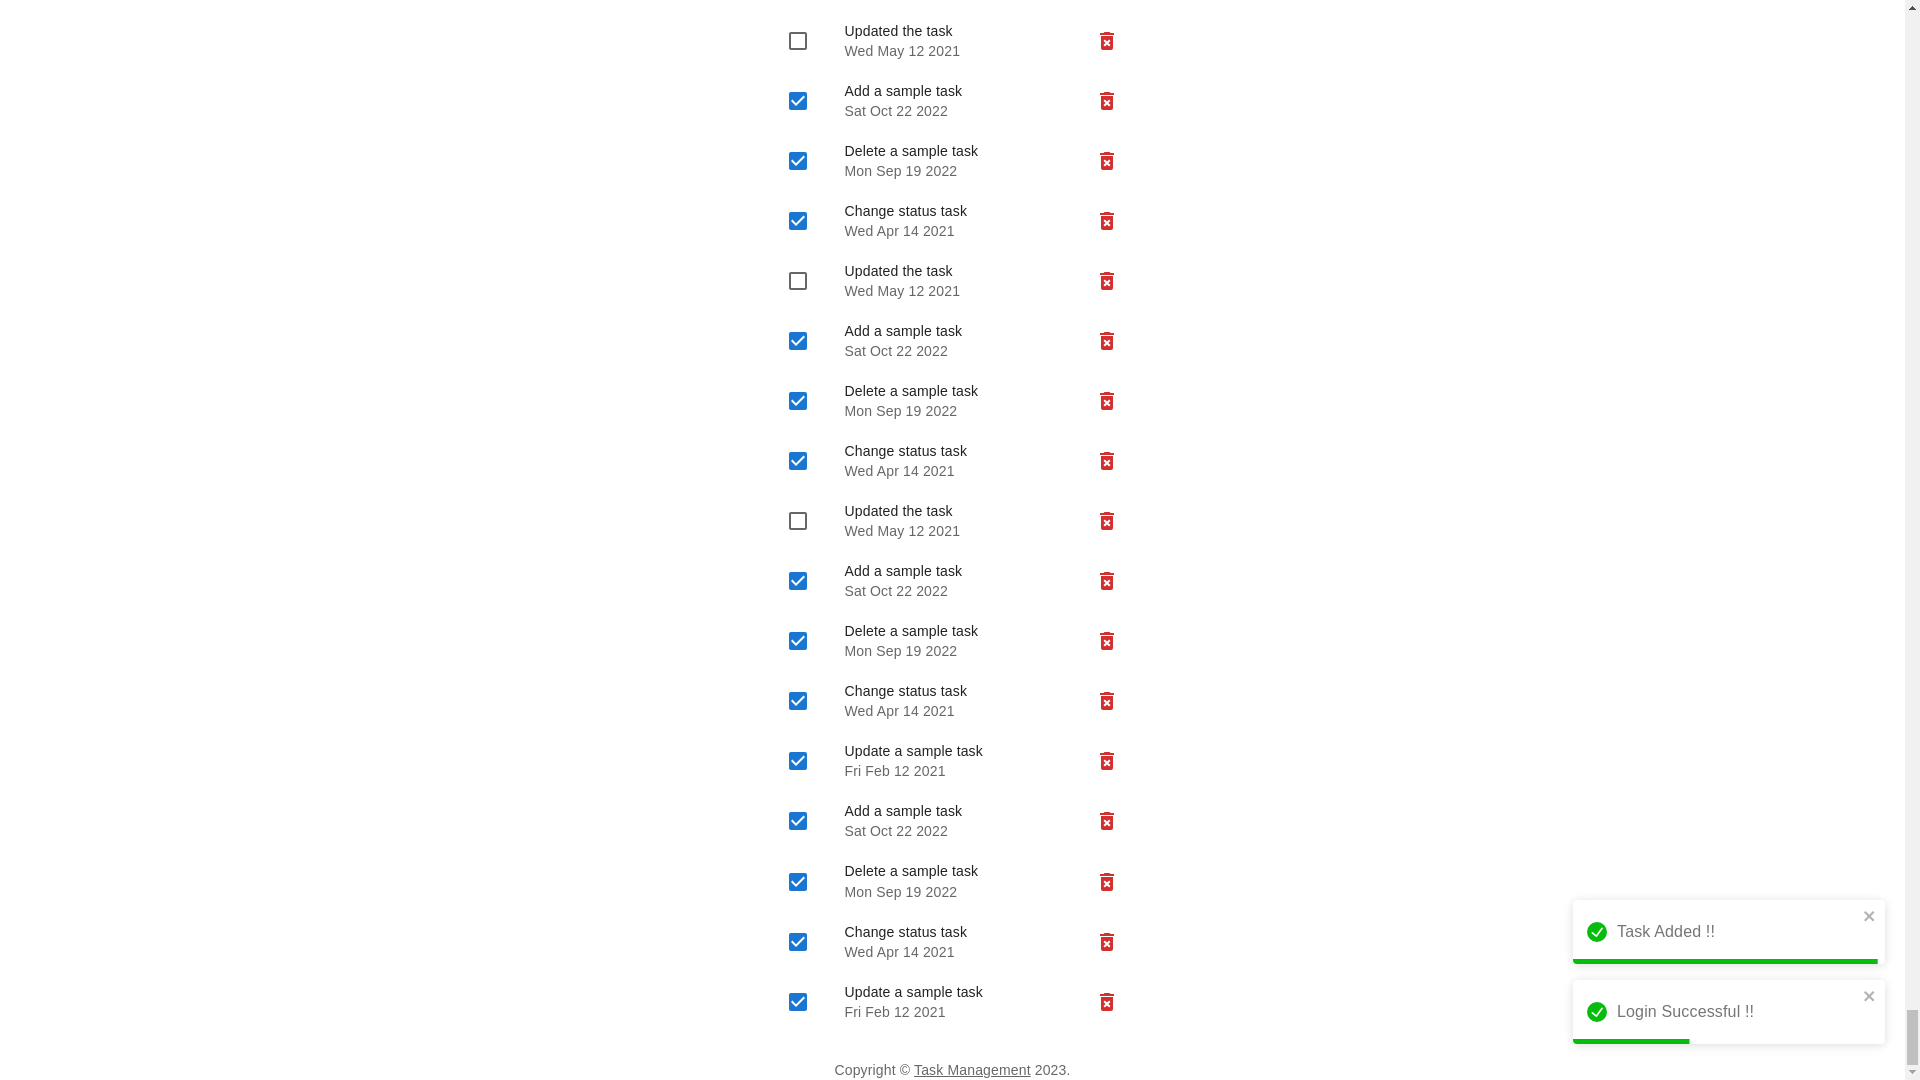 Updated the task
Wed May 12 2021
Add a sample task
Sat Oct 22 2022
Delete a sample task
Mon Sep 19 2022
Change status task
Wed Apr 14 2021
Updated the task
Wed May 12 2021
Add a sample task
Sat Oct 22 2022
Delete a sample task
Mon Sep 19 2022
Change status task
Wed Apr 14 2021
Updated the task
Wed May 12 2021
Add a sample task
Sat Oct 22 2022
Delete a sample task
Mon Sep 19 2022
Change status task
Wed Apr 14 2021
Update a sample task
Fri Feb 12 2021
Add a sample task
Sat Oct 22 2022
Delete a sample task
Mon Sep 19 2022
Change status task
Wed Apr 14 2021
Update a sample task
Fri Feb 12 2021
Task Added !!
Login Successful !!
Copyright © Task Management 2023.